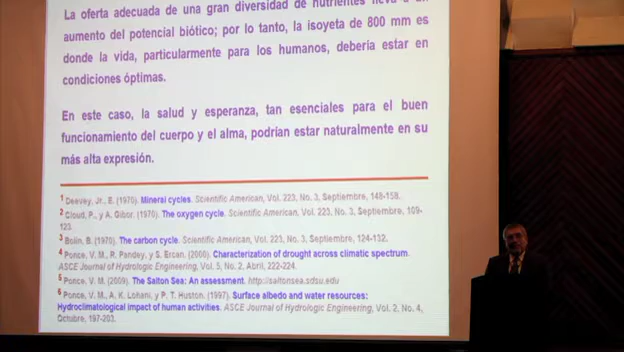 La oferta adecuada de una gran diversidad de nutrientes lleva a un
aumento del potencial biótico; por lo tanto, la isoyeta de 800 mm es
donde la vida, particularmente para los humanos, debería estar en
condiciones óptimas.
En este caso, la salud y esperanza, tan esenciales para el buen
funcionamiento del cuerpo y el alma, podrían estar naturalmente en su
más alta expresión.
1 Deevey, Jr., E. (1970). Mineral cycles. Scientific American, Vol. 223, No. 3, Septiembre, 148-158.
2 Cloud, P., y A. Gibor. (1970). The oxygen cycle. Scientific American, Vol. 223, No. 3, Septiembre, 109-
123.
3 Bolin, B. (1970). The carbon cycle. Scientific American, Vol. 223, No. 3, Septiembre, 124-132.
4 Ponce, V. M., R. Pandey, y S. Ercan. (2000). Characterization of drought across climatic spectrum.
ASCE Journal of Hydrologic Engineering, Vol. 5, No. 2, Abril, 222-224.
5 Ponce, V. M. (2009). The Salton Sea: An assessment. http://saltonsea.sdsu.edu
6 Ponce, V. M., A. K. Lohani, y P. T. Huston. (1997). Surface albedo and water resources:
Hydroclimatological impact of human activities. ASCE Journal of Hydrologic Engineering, Vol. 2, No. 4,
Octubre, 197-203.